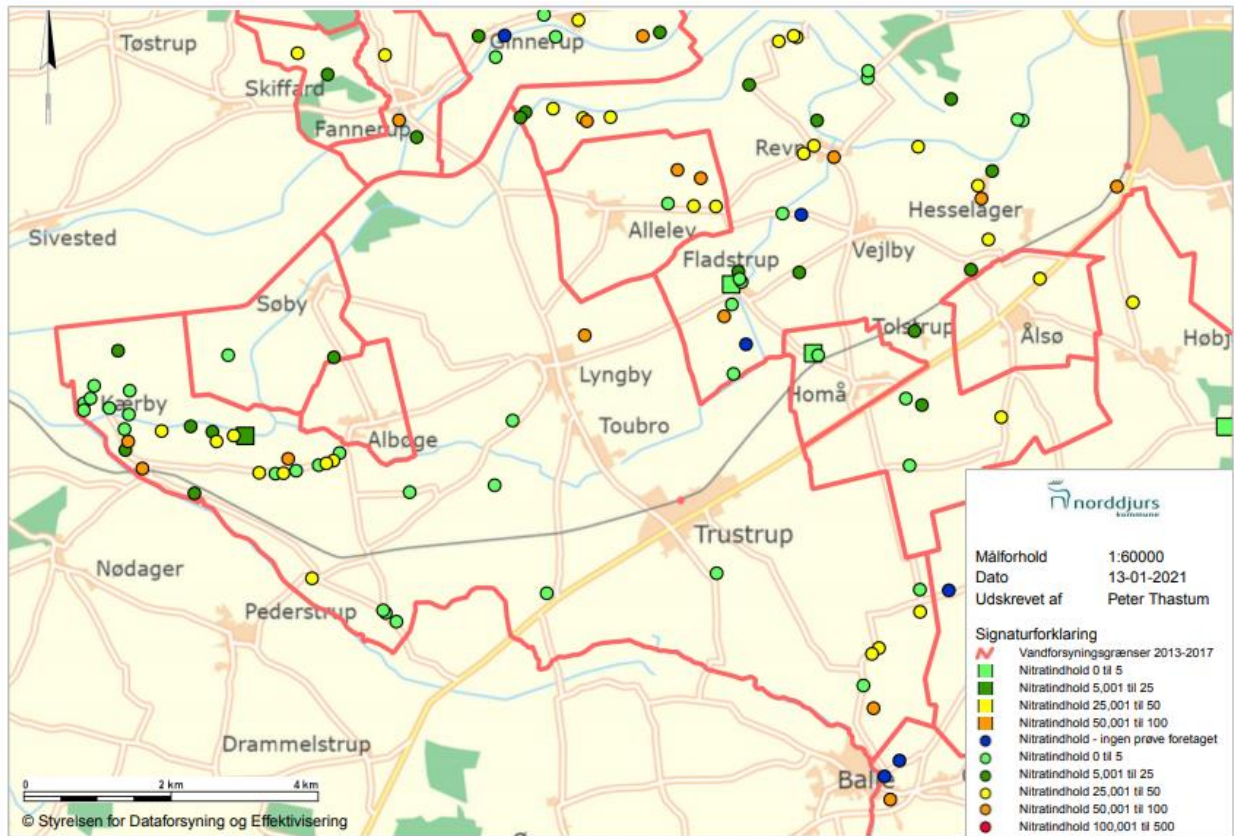 Tøstrup
Ginnerup
Skiffard
Fannerup
Revn
Sivested
Allelev
Hesselager
Vejlby
Fladstrup
Søby
Tolstrup
Ålsø
Høbj
Lyngby
Homå
Kærby
Albøge
Toubro
Trustrup
Nødager
Pederstrup
Drammelstrup
Balle
norddjurs
kommune
Målforhold 1:60000
Dato 13-01-2021
Udskrevet af Peter Thastum
Signaturforklaring
Vandforsyningsgrænser 2013-2017
Nitratindhold 0 til 5
Nitratindhold 5,001 til 25
Nitratindhold 25,001 til 50
Nitratindhold 50,001 til 100
Nitratindhold - ingen prøve foretaget
Nitratindhold 0 til 5
Nitratindhold 5,001 til 25
Nitratindhold 25,001 til 50
Nitratindhold 50,001 til 100
Nitratindhold 100,001 til 500
0 2 km 4 km
© Styrelsen for Dataforsyning og Effektivisering